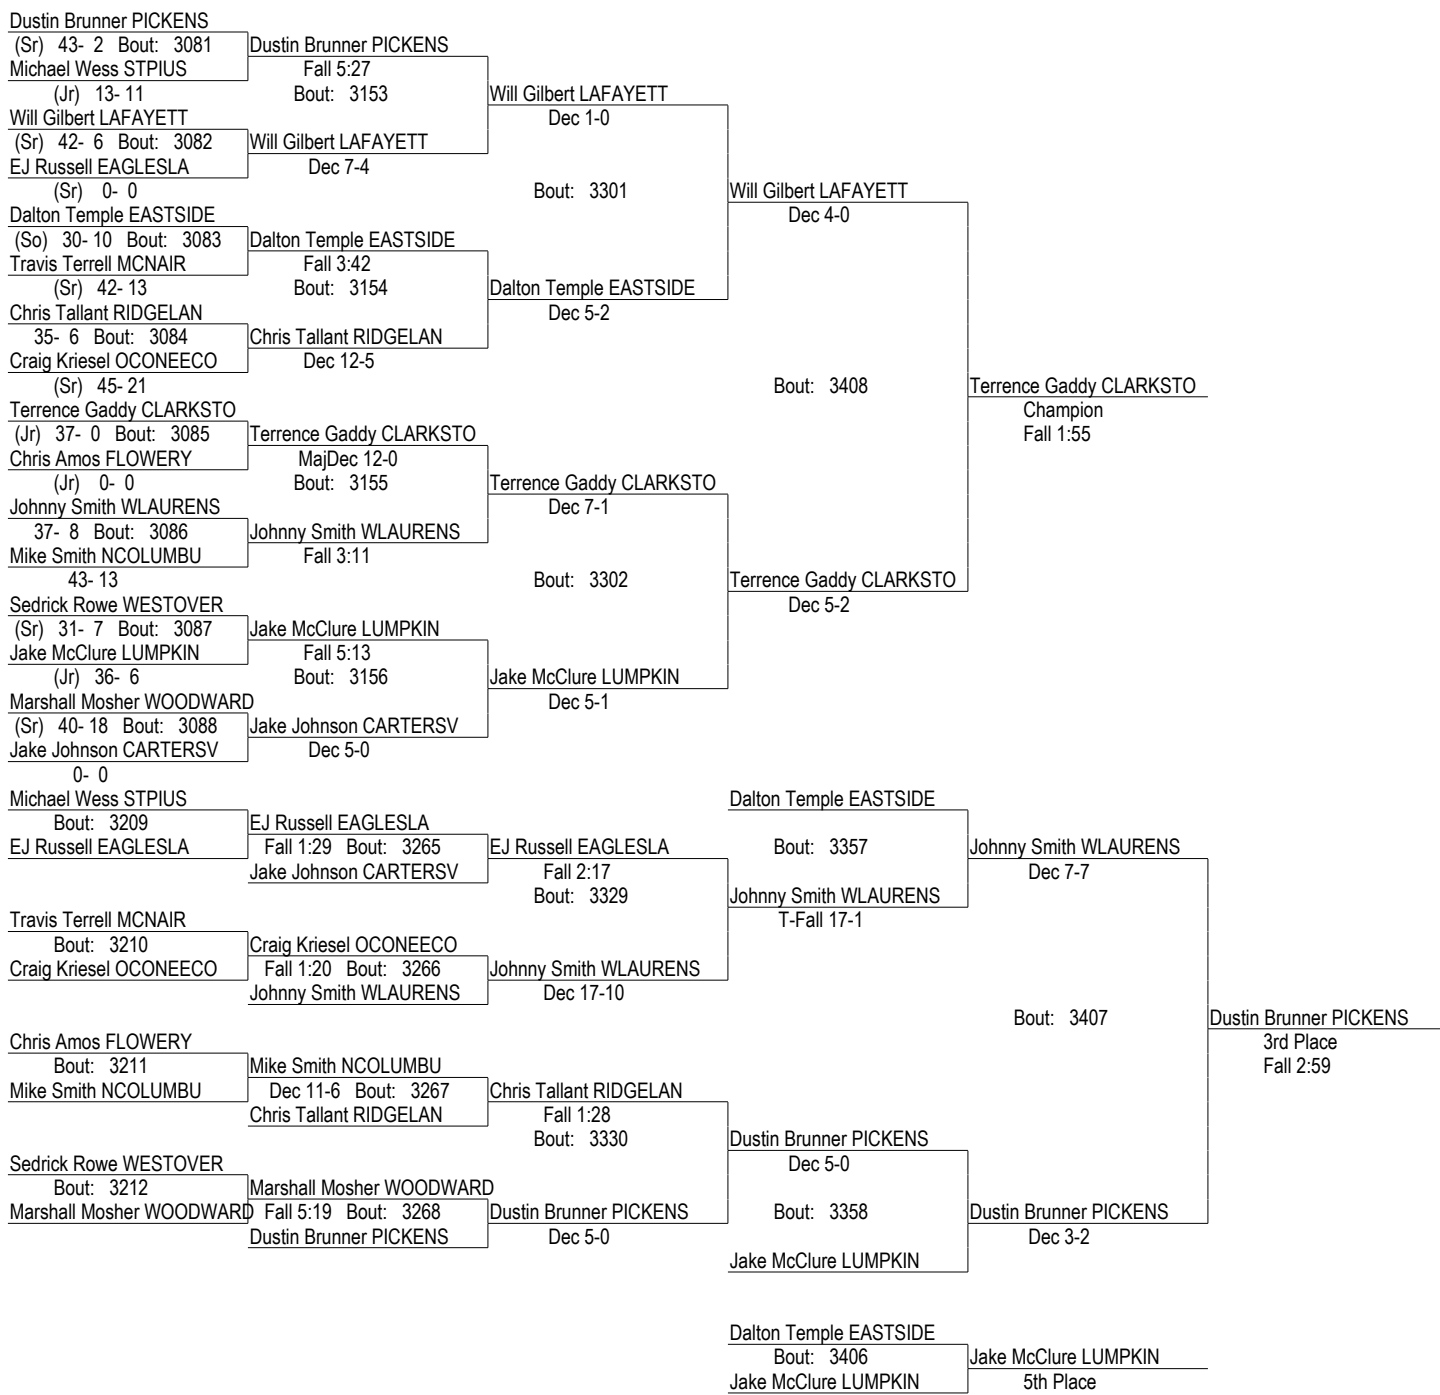 Dustin Brunner PICKENS
(Sr) 43- 2 Bout: 3081 Dustin Brunner PICKENS
Michael Wess STPIUS Fall 5:27
(Jr) 13- 11 Bout: 3153 Will Gilbert LAFAYETT
Will Gilbert LAFAYETT Dec 1-0
(Sr) 42- 6 Bout: 3082 Will Gilbert LAFAYETT
EJ Russell EAGLESLA Dec 7-4
(Sr) 0- 0 Bout: 3301 Will Gilbert LAFAYETT
Dalton Temple EASTSIDE Dec 4-0
(So) 30- 10 Bout: 3083 Dalton Temple EASTSIDE
Travis Terrell MCNAIR Fall 3:42
(Sr) 42- 13 Bout: 3154 Dalton Temple EASTSIDE
Chris Tallant RIDGELAN Dec 5-2
35- 6 Bout: 3084 Chris Tallant RIDGELAN
Craig Kriesel OCONEECO Dec 12-5
(Sr) 45- 21 Bout: 3408 Terrence Gaddy CLARKSTO
Terrence Gaddy CLARKSTO Champion
(Jr) 37- 0 Bout: 3085 Terrence Gaddy CLARKSTO Fall 1:55
Chris Amos FLOWERY MajDec 12-0
(Jr) 0- 0 Bout: 3155 Terrence Gaddy CLARKSTO
Johnny Smith WLAURENS Dec 7-1
37- 8 Bout: 3086 Johnny Smith WLAURENS
Mike Smith NCOLUMBU Fall 3:11
43- 13 Bout: 3302 Terrence Gaddy CLARKSTO
Sedrick Rowe WESTOVER Dec 5-2
(Sr) 31- 7 Bout: 3087 Jake McClure LUMPKIN
Jake McClure LUMPKIN Fall 5:13
(Jr) 36- 6 Bout: 3156 Jake McClure LUMPKIN
Marshall Mosher WOODWARD Dec 5-1
(Sr) 40- 18 Bout: 3088 Jake Johnson CARTERSV
Jake Johnson CARTERSV Dec 5-0
0- 0
Michael Wess STPIUS Dalton Temple EASTSIDE
Bout: 3209 EJ Russell EAGLESLA
EJ Russell EAGLESLA Fall 1:29 Bout: 3265 EJ Russell EAGLESLA Bout: 3357 Johnny Smith WLAURENS
Jake Johnson CARTERSV Fall 2:17 Dec 7-7
Bout: 3329 Johnny Smith WLAURENS
Travis Terrell MCNAIR T-Fall 17-1
Bout: 3210 Craig Kriesel OCONEECO
Craig Kriesel OCONEECO Fall 1:20 Bout: 3266 Johnny Smith WLAURENS
Johnny Smith WLAURENS Dec 17-10
Bout: 3407 Dustin Brunner PICKENS
Chris Amos FLOWERY 3rd Place
Bout: 3211 Mike Smith NCOLUMBU Fall 2:59
Mike Smith NCOLUMBU Dec 11-6 Bout: 3267 Chris Tallant RIDGELAN
Chris Tallant RIDGELAN Fall 1:28
Bout: 3330 Dustin Brunner PICKENS
Sedrick Rowe WESTOVER Dec 5-0
Bout: 3212 Marshall Mosher WOODWARD
Marshall Mosher WOODWARD Fall 5:19 Bout: 3268 Dustin Brunner PICKENS Bout: 3358 Dustin Brunner PICKENS
Dustin Brunner PICKENS Dec 5-0 Dec 3-2
Jake McClure LUMPKIN
Dalton Temple EASTSIDE
Bout: 3406 Jake McClure LUMPKIN
Jake McClure LUMPKIN 5th Place